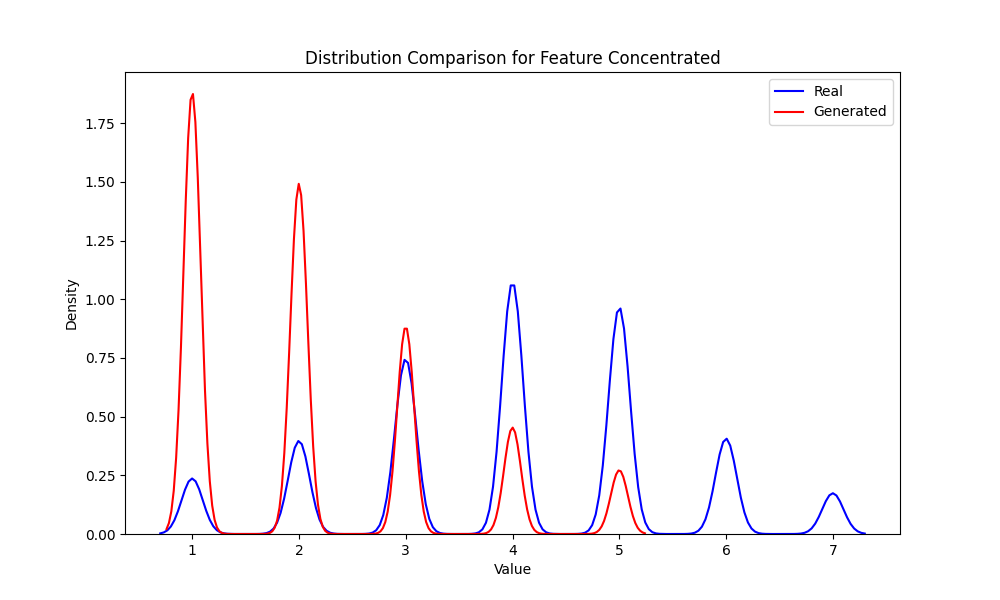 Distribution Comparison for Feature Concentrated
Real
Generated
Density
1.75
1.50
1.25
1.00
0.75
0.50
0.25
0.00
1 2 3 4 5 6 7
Value